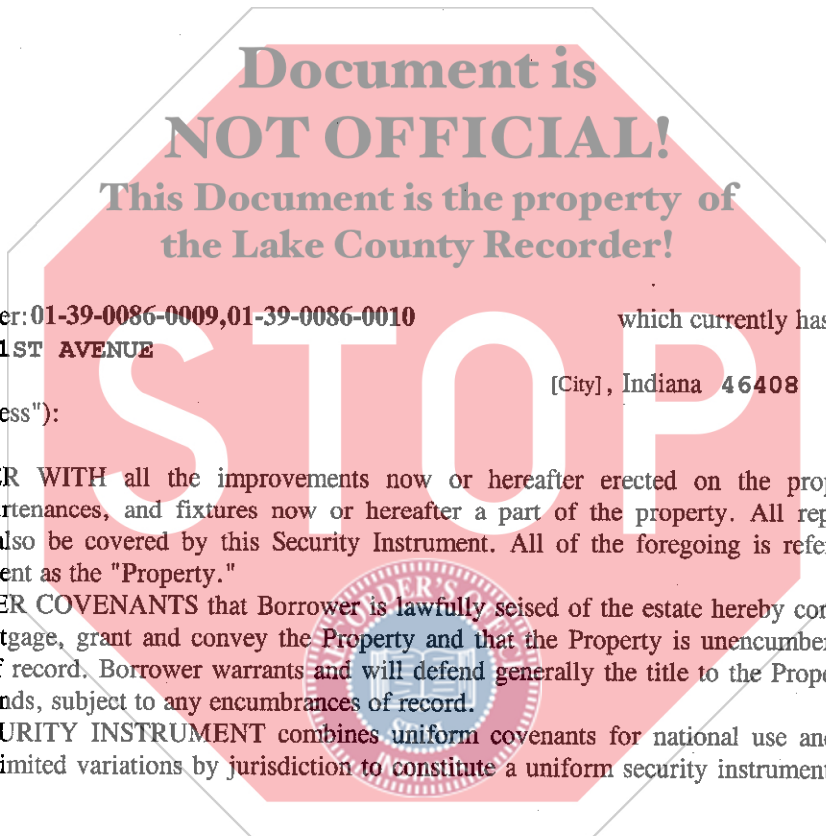 Document is
NOT OFFICIAL!
This Document is the property of
the Lake County Recorder!
er: 01-39-0086-0009,01-39-0086-0010 which currently has
1ST AVENUE
[City], Indiana 46408
ess"):
STOP
R WITH all the improvements now or hereafter erected on the prop
rtenances, and fixtures now or hereafter a part of the property. All rep
also be covered by this Security Instrument. All of the foregoing is refe
ent as the "Property."
ER COVENANTS that Borrower is lawfully seised of the estate hereby con
tgage, grant and convey the Property and that the Property is unencumber
f record. Borrower warrants and will defend generally the title to the Prope
nds, subject to any encumbrances of record.
URITY INSTRUMENT combines uniform covenants for national use and
imited variations by jurisdiction to constitute a uniform security instrument
SEAL
INDIANA